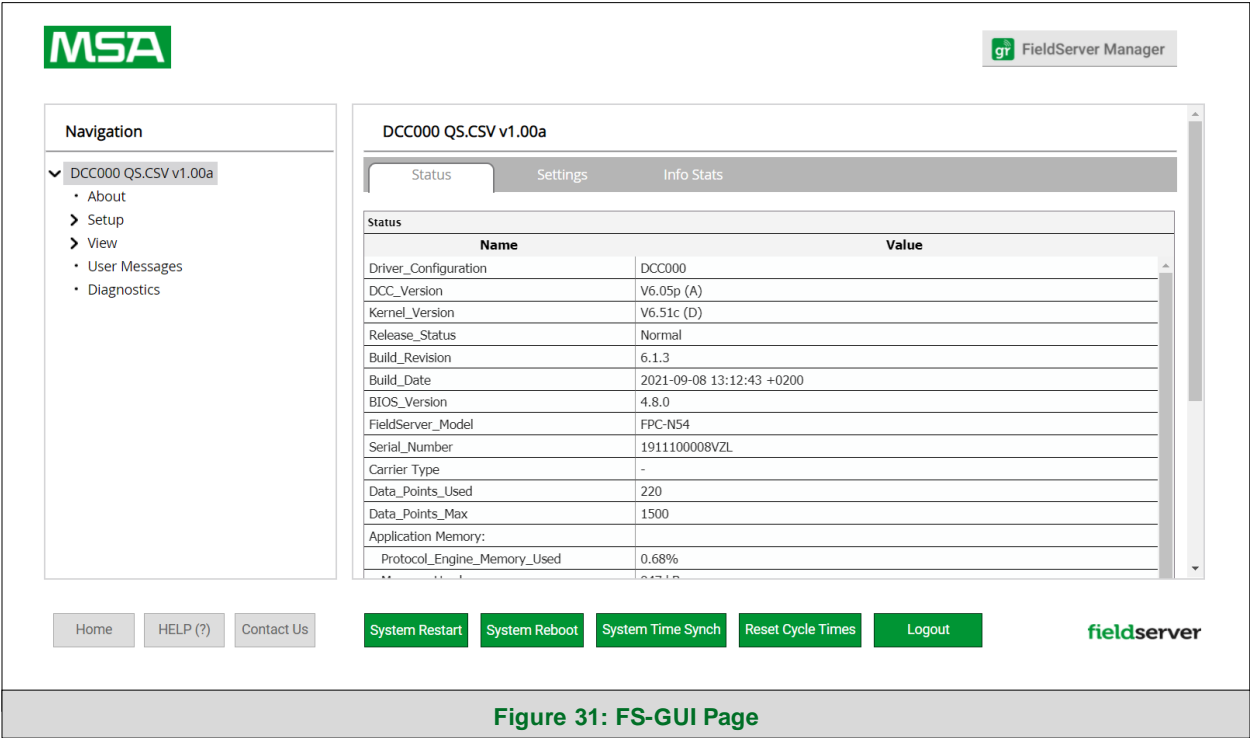 MSA
gr FieldServer Manager
Navigation
DCC000 QS.CSV v1.00a
About
Setup
View
User Messages
Diagnostics
DCC000 QS.CSV v1.00a
Status Settings Info Stats
Status
Name Value
Driver_Configuration DCC000
DCC_Version V6.05p (A)
Kernel_Version V6.51c (D)
Release_Status Normal
Build_Revision 6.1.3
Build_Date 2021-09-08 13:12:43 +0200
BIOS_Version 4.8.0
FieldServer_Model FPC-N54
Serial_Number 1911100008VZL
Carrier Type -
Data_Points_Used 220
Data_Points_Max 1500
Application Memory:
Protocol_Engine_Memory_Used 0.68%
Home HELP (?) Contact Us System Restart System Reboot System Time Synch Reset Cycle Times Logout fieldserver
Figure 31: FS-GUI Page